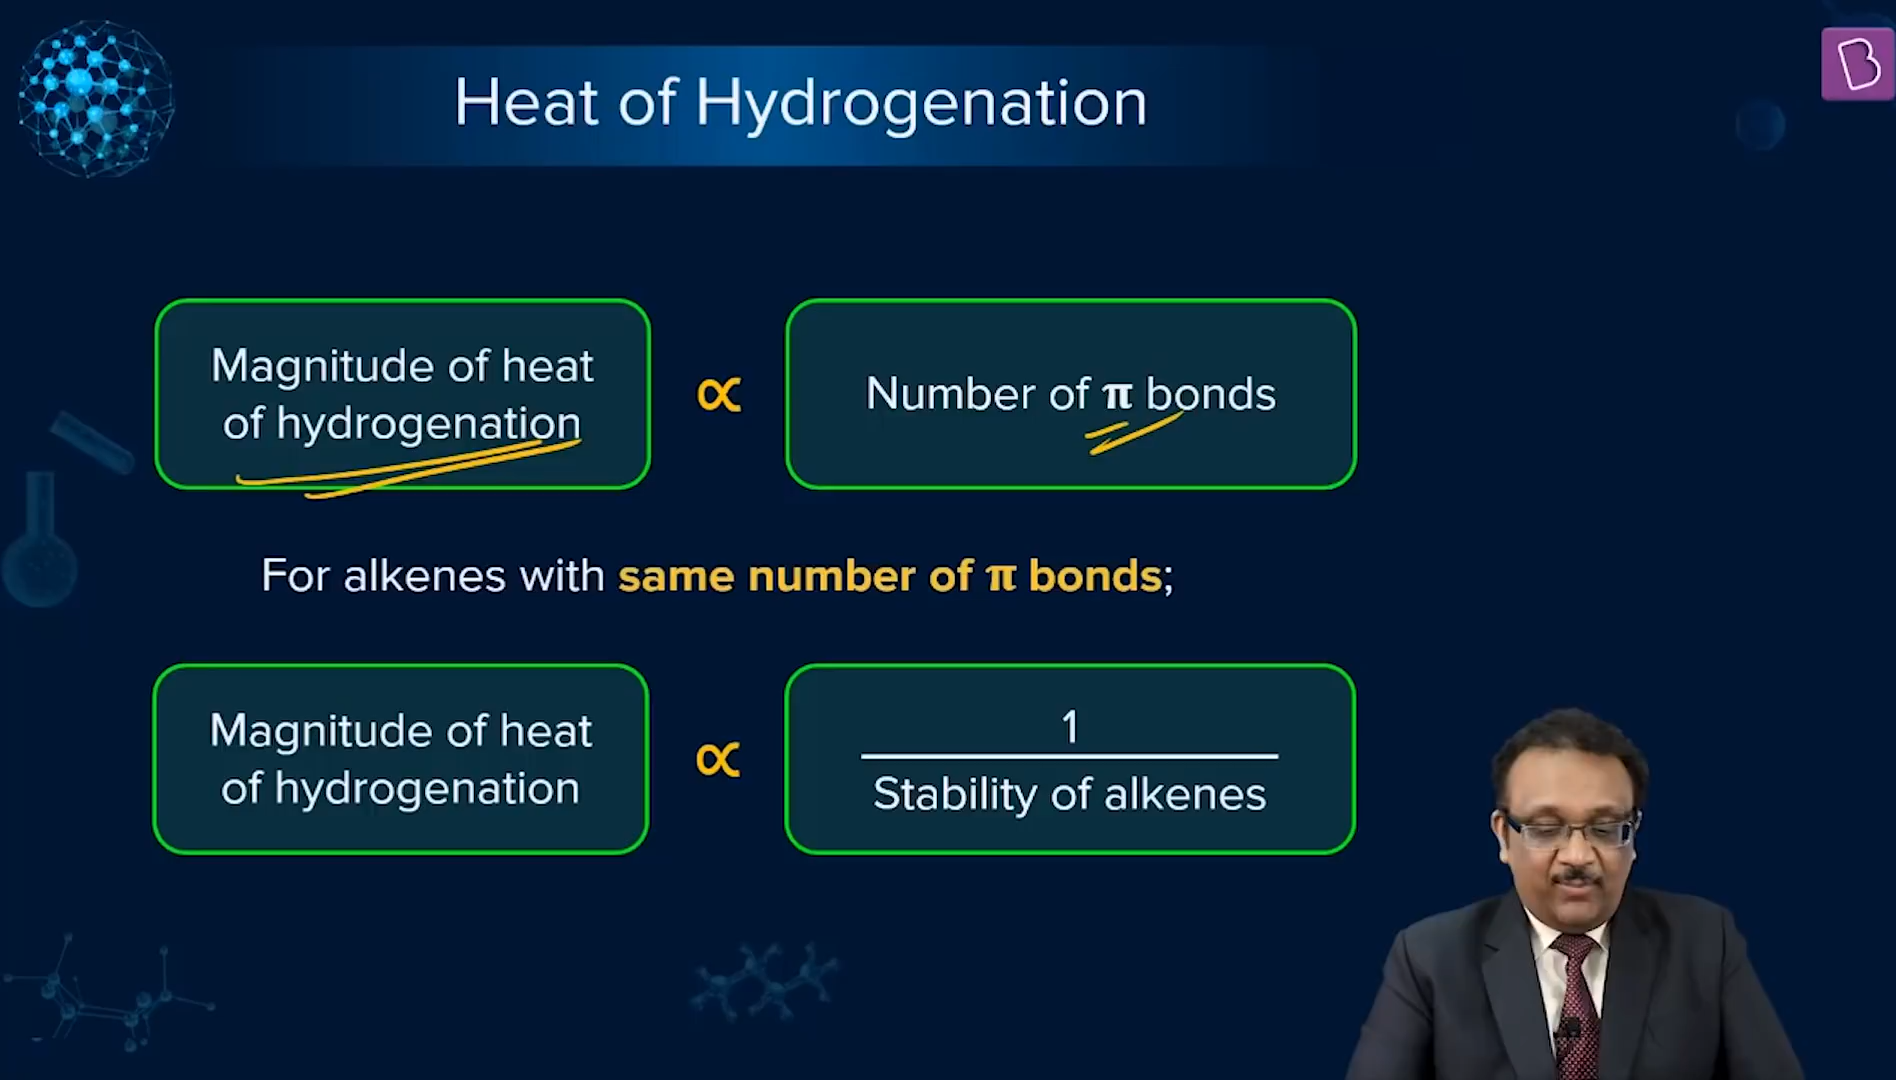 Heat of Hydrogenation
Magnitude of heat
of hydrogenation
∝
Number of π bonds
For alkenes with same number of π bonds;
Magnitude of heat
of hydrogenation
∝
1
Stability of alkenes
B